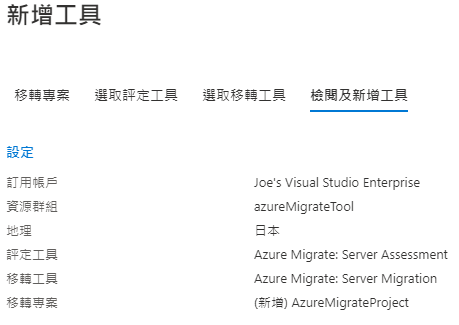 新增工具
移轉專案 選取評定工具 選取移轉工具 檢閱及新增工具
設定
訂用帳戶 Joe's Visual Studio Enterprise
資源群組 azureMigrateTool
地理 日本
評定工具 Azure Migrate: Server Assessment
移轉工具 Azure Migrate: Server Migration
移轉專案 (新增) AzureMigrateProject